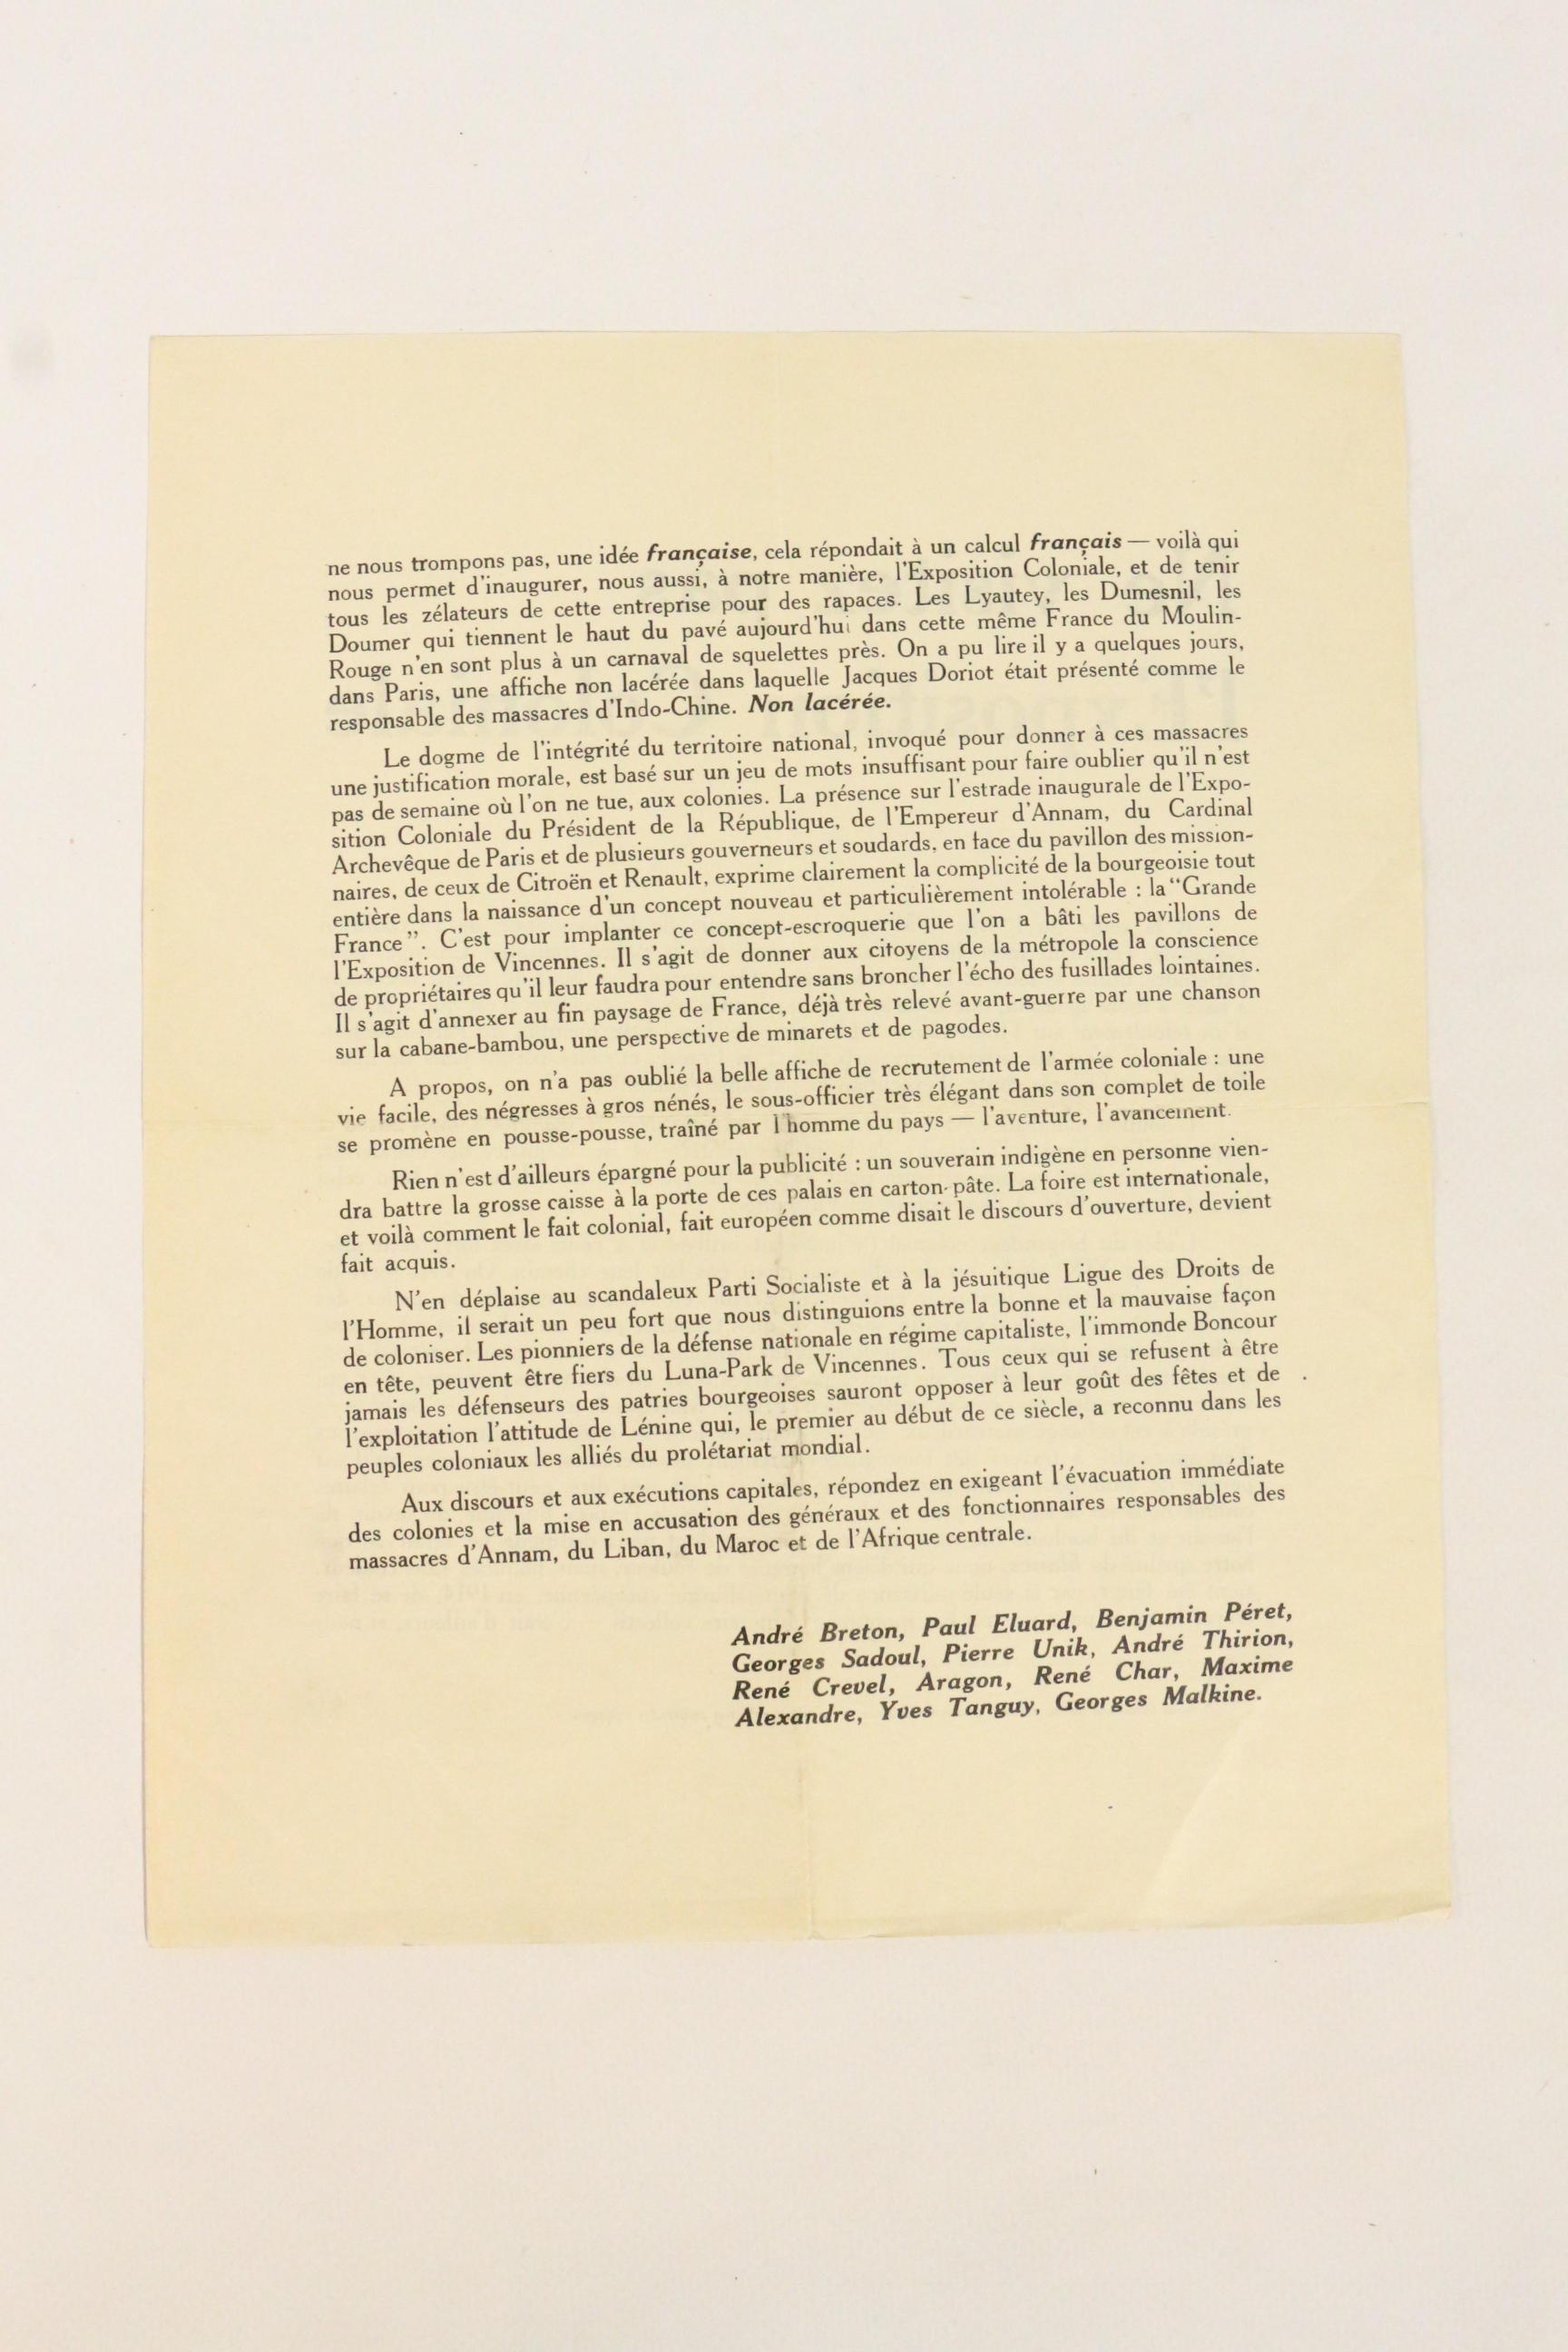 ne nous trompons pas, une idée française, cela répondait à un calcul français — voilà qui
nous permet d'inaugurer, nous aussi, à notre manière, l'Exposition Coloniale, et de tenir
tous les zélateurs de cette entreprise pour des rapaces. Les Lyautey, les Dumesnil, les
Doumer qui tiennent le haut du pavé aujourd'hui dans cette même France du Moulin-
Rouge n'en sont plus à un carnaval de squelettes près. On a pu lire il y a quelques jours,
dans Paris, une affiche non lacérée dans laquelle Jacques Doriot était présenté comme le
responsable des massacres d'Indo-Chine. Non lacérée.
Le dogme de l'intégrité du territoire national, invoqué pour donner à ces massacres
une justification morale, est basé sur un jeu de mots insuffisant pour faire oublier qu'il n'est
pas de semaine où l'on ne tue, aux colonies. La présence sur l'estrade inaugurale de l'Expo-
sition Coloniale du Président de la République, de l'Empereur d'Annam, du Cardinal
Archevêque de Paris et de plusieurs gouverneurs et soudards, en face du pavillon des mission-
naires, de ceux de Citroën et Renault, exprime clairement la complicité de la bourgeoisie tout
entière dans la naissance d'un concept nouveau et particulièrement intolérable : la "Grande
France". C'est pour implanter ce concept-escroquerie que l'on a bâti les pavillons de
l'Exposition de Vincennes. Il s'agit de donner aux citoyens de la métropole la conscience
de propriétaires qu'il leur faudra pour entendre sans broncher l'écho des fusillades lointaines.
Il s'agit d'annexer au fin paysage de France, déjà très relevé avant-guerre par une chanson
sur la cabane-bambou, une perspective de minarets et de pagodes.
A propos, on n'a pas oublié la belle affiche de recrutement de l'armée coloniale : une
vie facile, des négresses à gros nénés, le sous-officier très élégant dans son complet de toile
se promène en pousse-pousse, traîné par l'homme du pays — l'aventure, l'avancement.
Rien n'est d'ailleurs épargné pour la publicité : un souverain indigène en personne vien-
dra battre la grosse caisse à la porte de ces palais en carton-pâte. La foire est internationale,
et voilà comment le fait colonial, fait européen comme disait le discours d'ouverture, devient
fait acquis.
N'en déplaise au scandaleux Parti Socialiste et à la jésuitique Ligue des Droits de
l'Homme, il serait un peu fort que nous distinguions entre la bonne et la mauvaise façon
de coloniser. Les pionniers de la défense nationale en régime capitaliste, l'immonde Boncour
en tête, peuvent être fiers du Luna-Park de Vincennes. Tous ceux qui se refusent à être
jamais les défenseurs des patries bourgeoises sauront opposer à leur goût des fêtes et de
l'exploitation l'attitude de Lénine qui, le premier au début de ce siècle, a reconnu dans les
peuples coloniaux les alliés du prolétariat mondial.
Aux discours et aux exécutions capitales, répondez en exigeant l'évacuation immédiate
des colonies et la mise en accusation des généraux et des fonctionnaires responsables des
massacres d'Annam, du Liban, du Maroc et de l'Afrique centrale.
André Breton, Paul Eluard, Benjamin Péret,
Georges Sadoul, Pierre Unik, André Thirion,
René Crevel, Aragon, René Char, Maxime
Alexandre, Yves Tanguy, Georges Malkine.